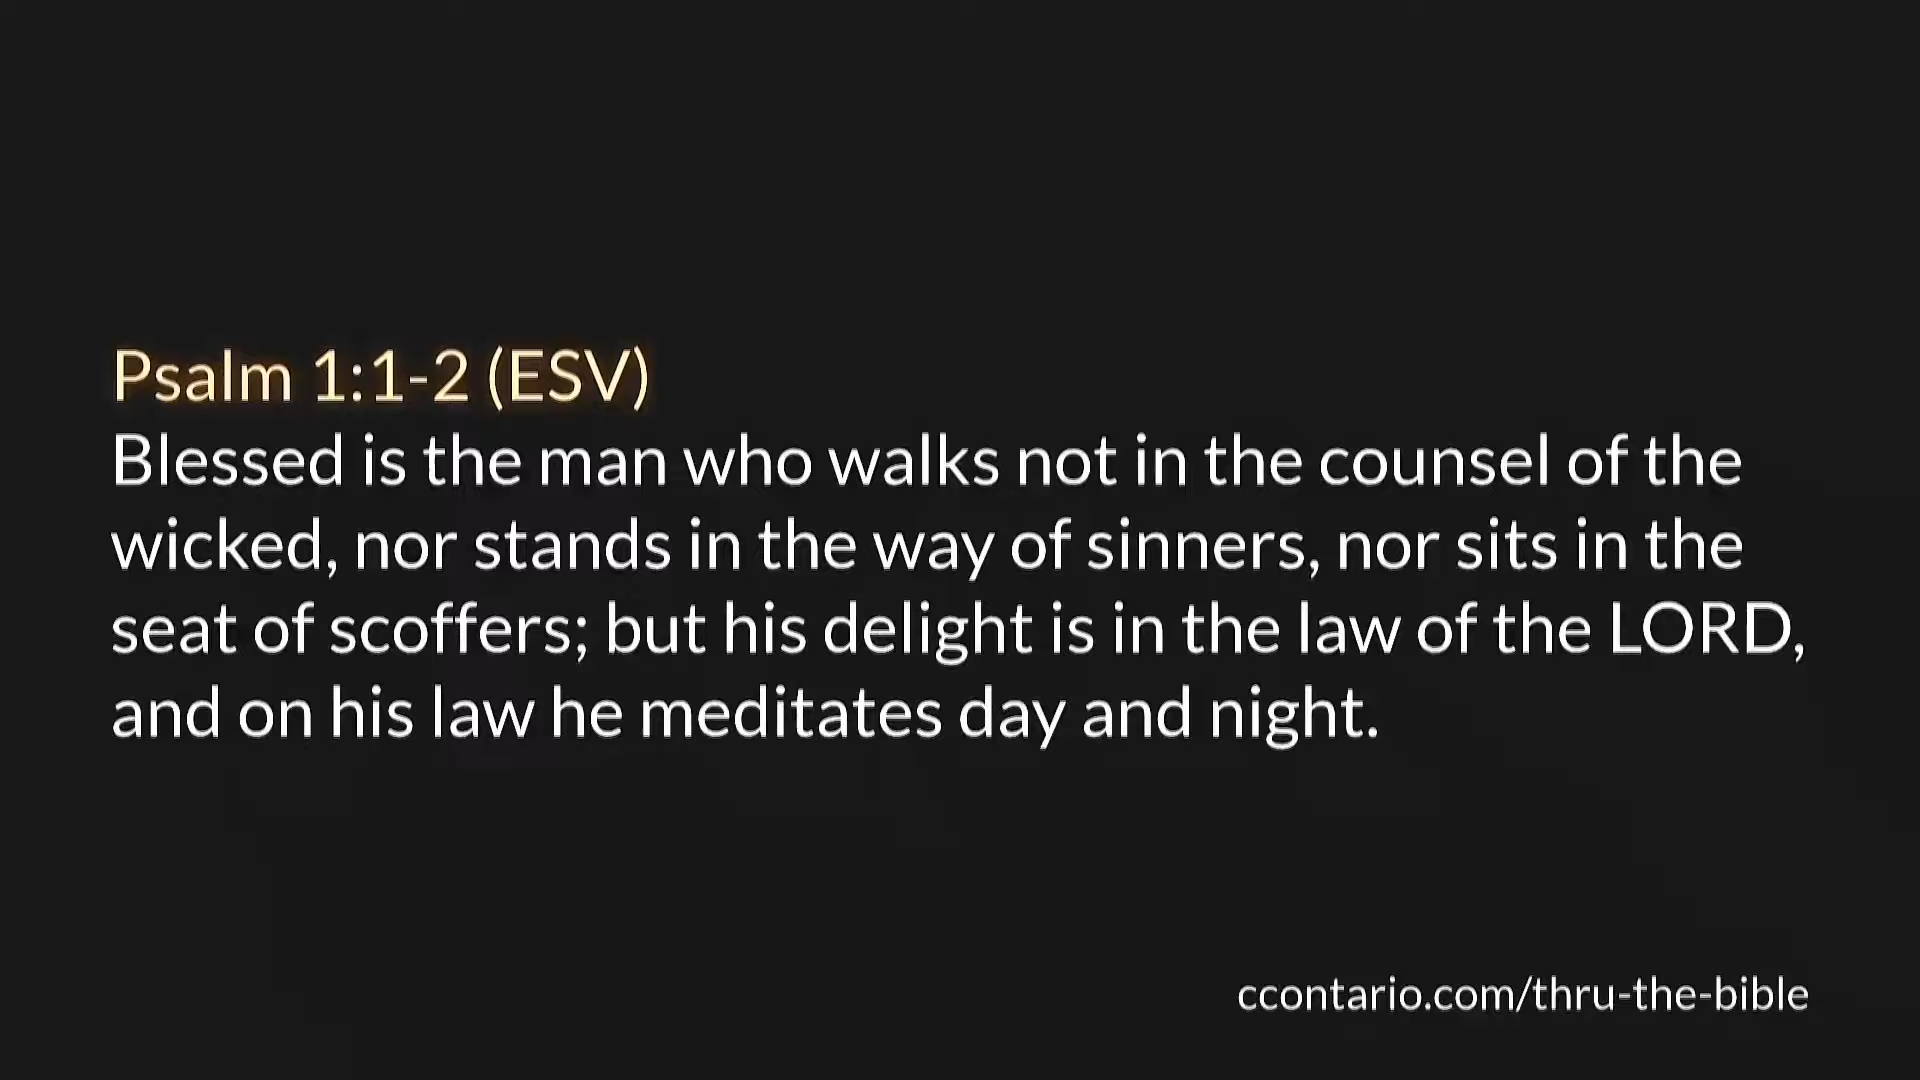 Psalm 1:1-2 (ESV)
Blessed is the man who walks not in the counsel of the
wicked, nor stands in the way of sinners, nor sits in the
seat of scoffers; but his delight is in the law of the LORD,
and on his law he meditates day and night.
ccontario.com/thru-the-bible